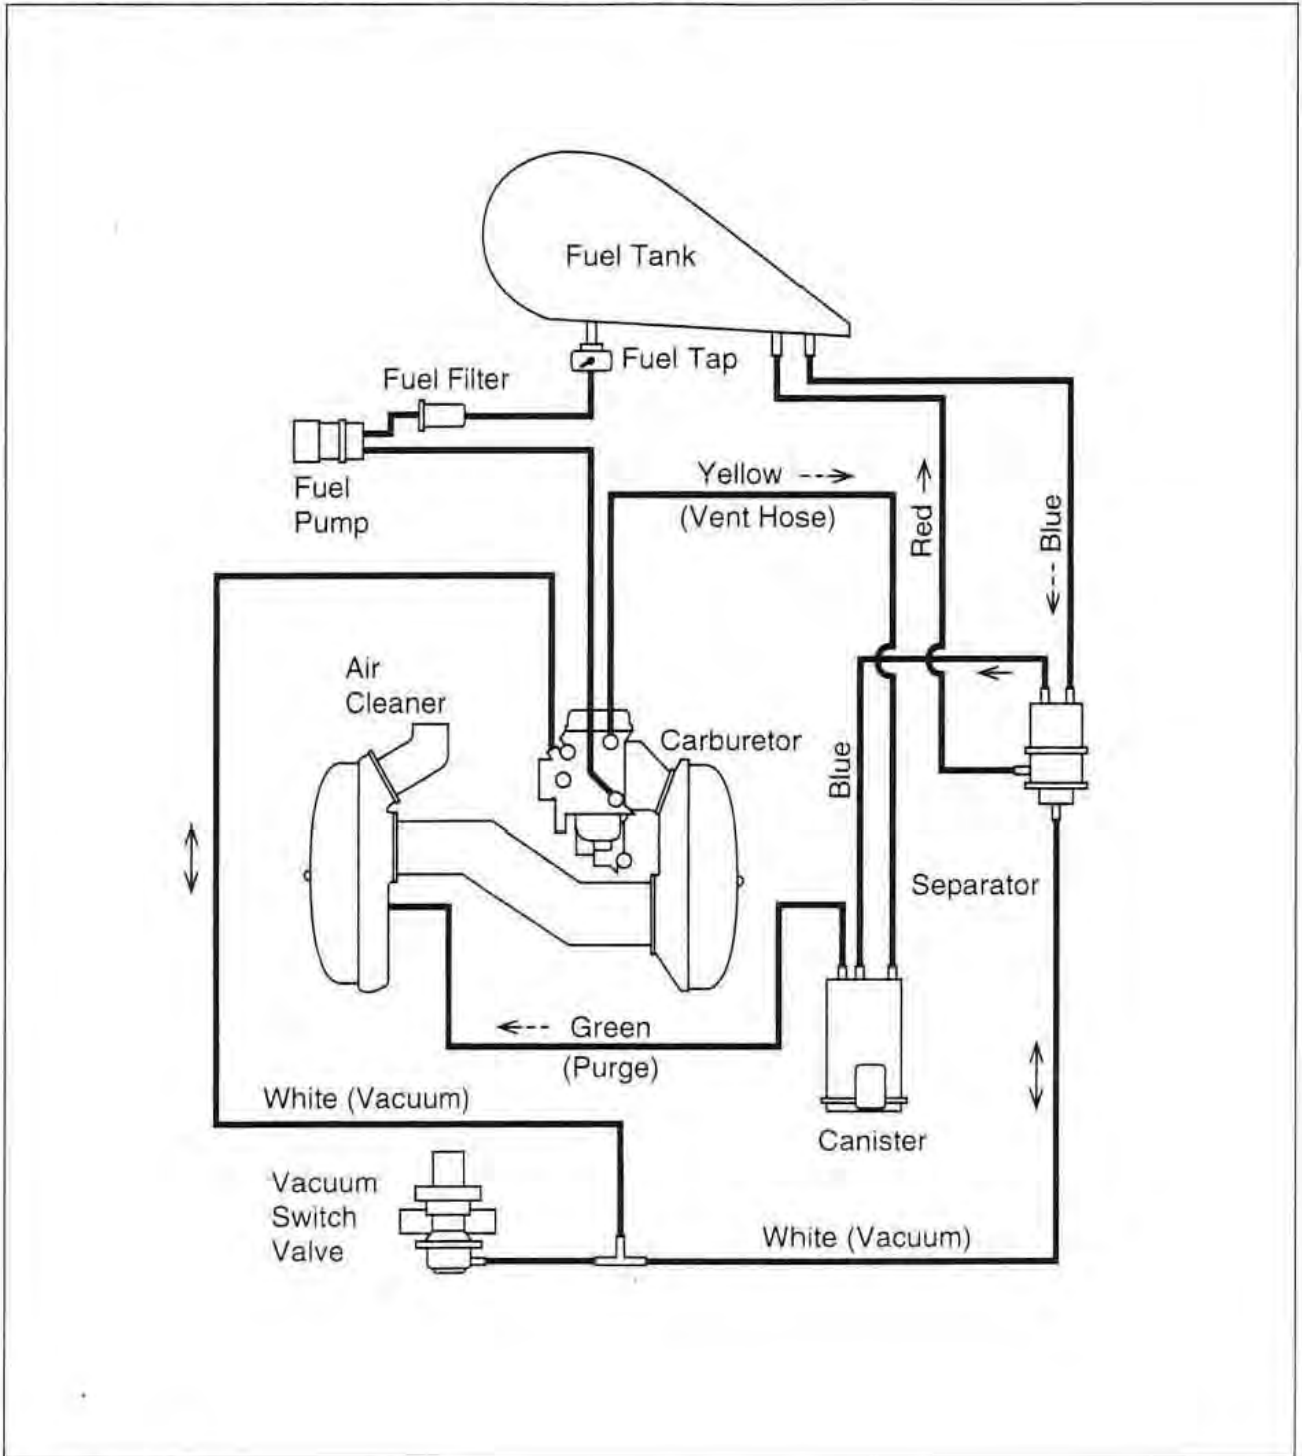 Fuel Tank
Fuel Tap
Fuel Filter
Fuel
Pump
Yellow
(Vent Hose)
Red
Blue
Air
Cleaner
Carburetor
Blue
Separator
Green
(Purge)
White (Vacuum)
Canister
Vacuum
Switch
Valve
White (Vacuum)